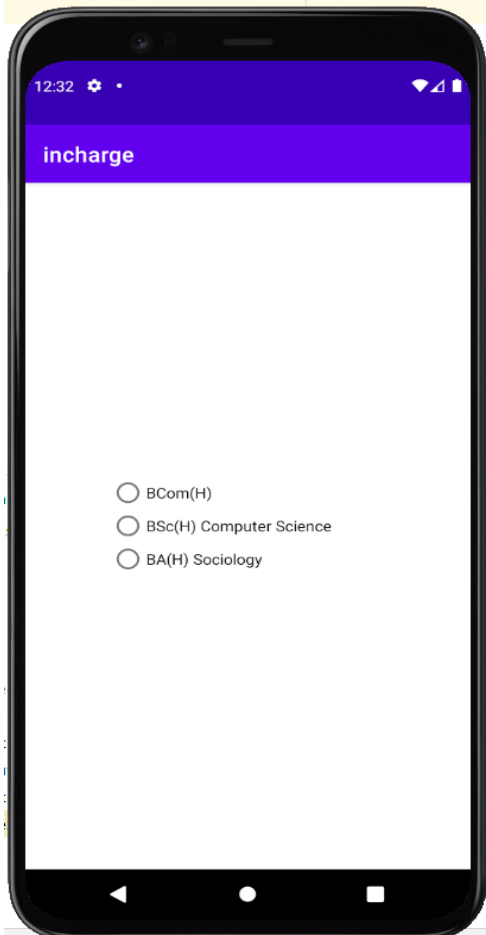 12:32
incharge
BCom(H)
BSc(H) Computer Science
BA(H) Sociology